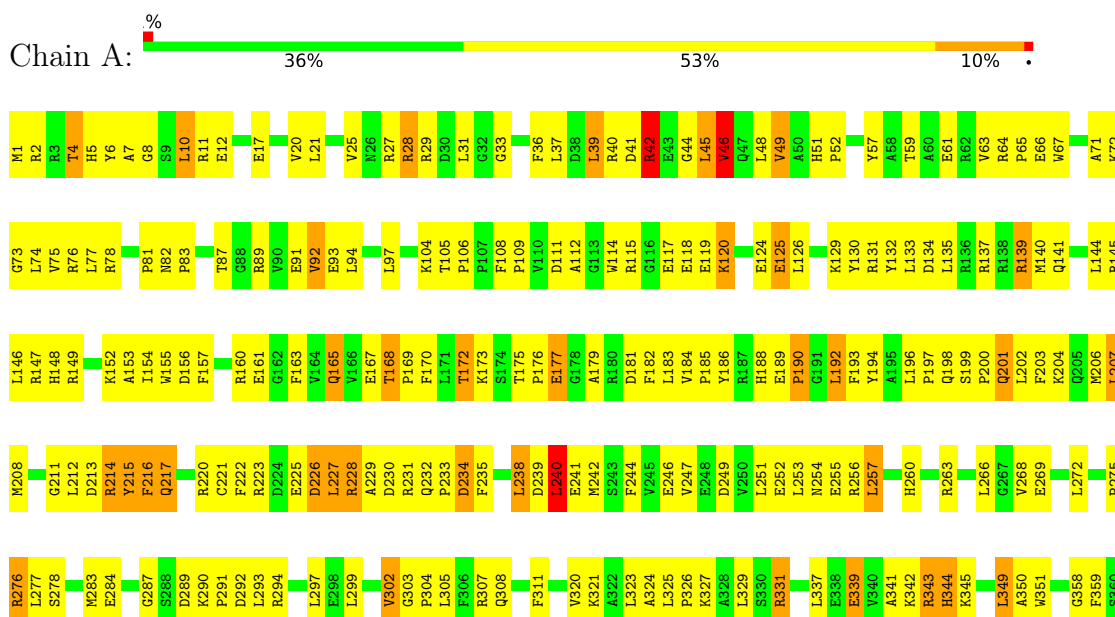 .%
Chain A:
36% 53% 10% •
M1 R2 R3 T4 H5 Y6 A7 G8 S9 L10 R11 E12 E17 V20 L21 V25 N26 R27 R28 R29 D30 L31 G32 G33 F36 L37 D38 L39 R40 D41 R42 E43 G44 L45 V46 Q47 L48 V49 A50 H51 P52 Y57 A58 T59 A60 E61 R62 V63 R64 P65 E66 W67 A71 K72
G73 L74 V75 R76 L77 R78 P81 N82 P83 T87 G88 R89 V90 E91 V92 E93 L94 L97 K104 T105 P106 P107 F108 P109 V110 D111 A112 G113 W114 R115 G116 E117 E118 E119 K120 E124 E125 L126 K129 Y130 R131 Y132 L133 D134 L135 R136 R137 R138 R139 M140 Q141 L144 R145
L146 R147 H148 R149 K152 A153 I154 W155 D156 F157 R160 E161 G162 F163 V164 Q165 V166 E167 T168 P169 F170 L171 T172 K173 S174 T175 P176 E177 G178 A179 R180 D181 F182 L183 V184 P185 Y186 R187 H188 E189 P190 G191 L192 F193 Y194 A195 L196 P197 Q198 S199 P200 Q201 L202 F203 K204 Q205 M206 L207
M208 G211 L212 D213 R214 Y215 F216 Q217 R220 C221 F222 R223 D224 E225 D226 L227 R228 A229 D230 R231 Q232 P233 D234 F235 L238 D239 L240 E241 M242 S243 F244 V245 E246 V247 E248 D249 V250 L251 E252 L253 N254 E255 R256 L257 H260 R263 L266 G267 V268 E269 L272 R275
R276 L277 S278 M283 E284 G287 S288 D289 K290 P291 D292 L293 R294 L297 E298 L299 V302 G303 P304 L305 F306 R307 Q308 F311 V320 K321 A322 L323 A324 L325 P326 K327 A328 L329 S330 R331 L337 E338 E339 V340 A341 K342 R343 H344 K345 L349 A350 W351 G358 F359 S360